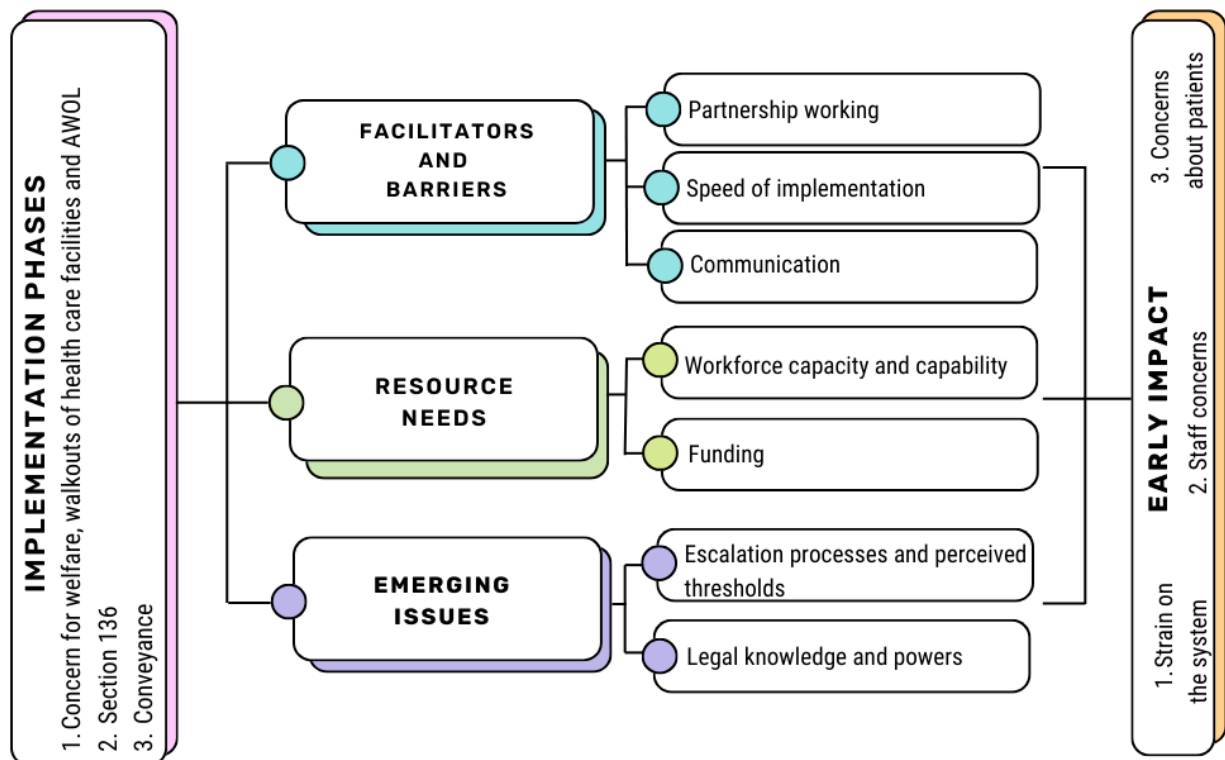 IMPLEMENTATION PHASES
1. Concern for welfare, walkouts of health care facilities and AWOL
2. Section 136
3. Conveyance
FACILITATORS
AND
BARRIERS
Partnership working
Speed of implementation
Communication
RESOURCE
NEEDS
Workforce capacity and capability
Funding
EMERGING
ISSUES
Escalation processes and perceived
thresholds
Legal knowledge and powers
EARLY IMPACT
1. Strain on
the system
2. Staff concerns
3. Concerns
about patients